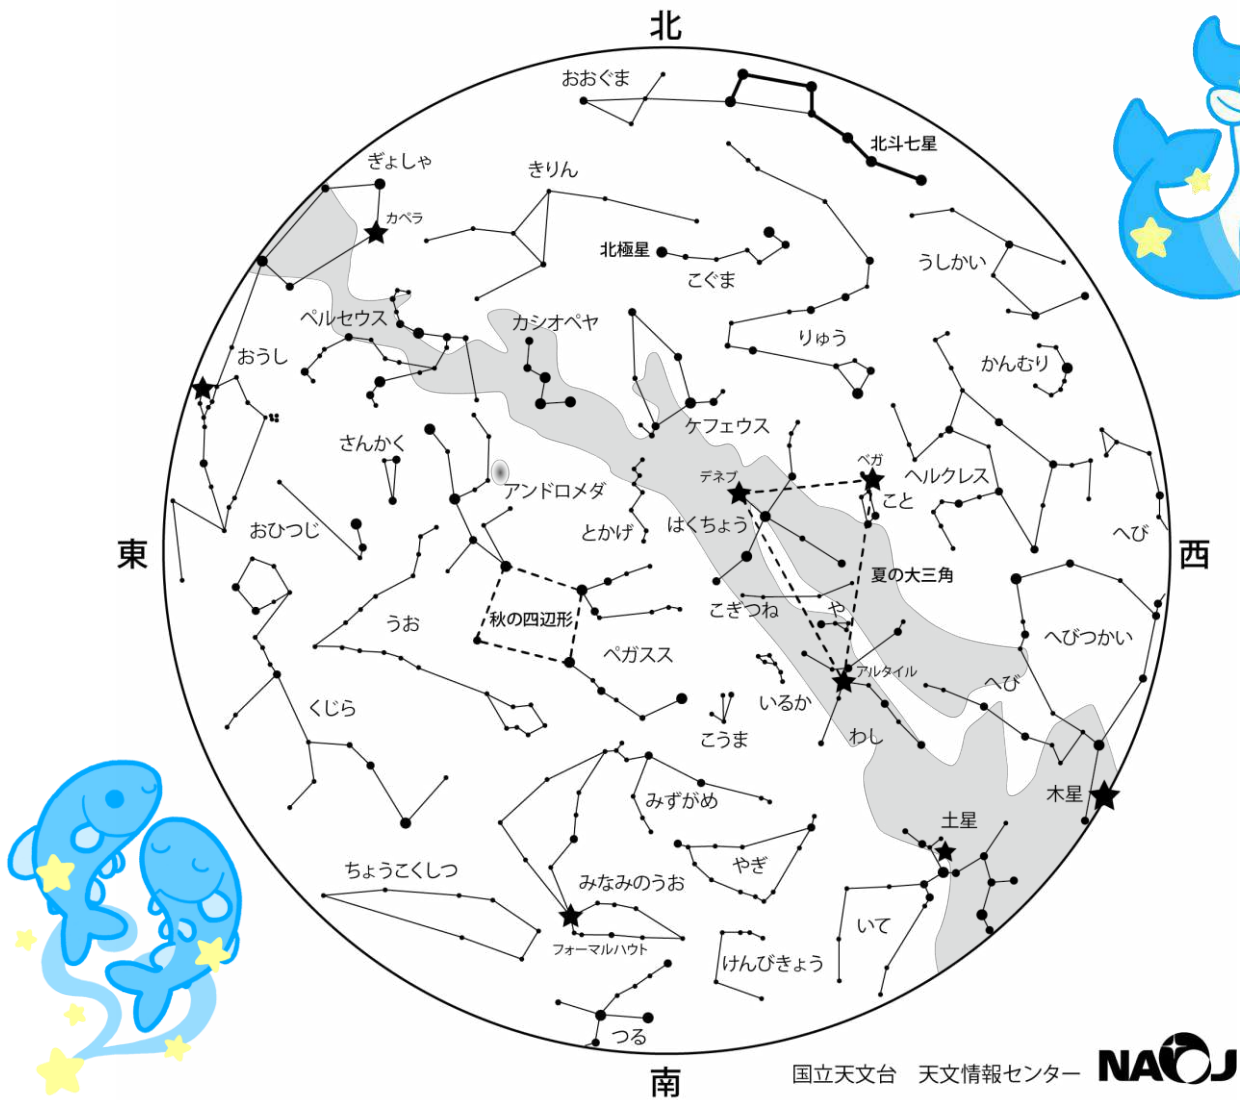 北
おおぐま
北斗七星
ぎょしゃ
きりん
カペラ
北極星
こぐま
うしかい
ペルセウス
カシオペヤ
りゅう
かんむり
おうし
ケフェウス
さんかく
ベガ
デネブ
ヘルクレス
アンドロメダ
こと
おひつじ
とかげ
はくちょう
へび
東
西
夏の大三角
こぎつね
や
秋の四辺形
うお
へびつかい
ペガスス
アルタイル
へび
いるか
くじら
こうま
わし
みずがめ
木星
土星
ちょうこくしつ
みなみのうお
やぎ
いて
フォーマルハウト
けんびきょう
つる
南
国立天文台 天文情報センター NAOJ